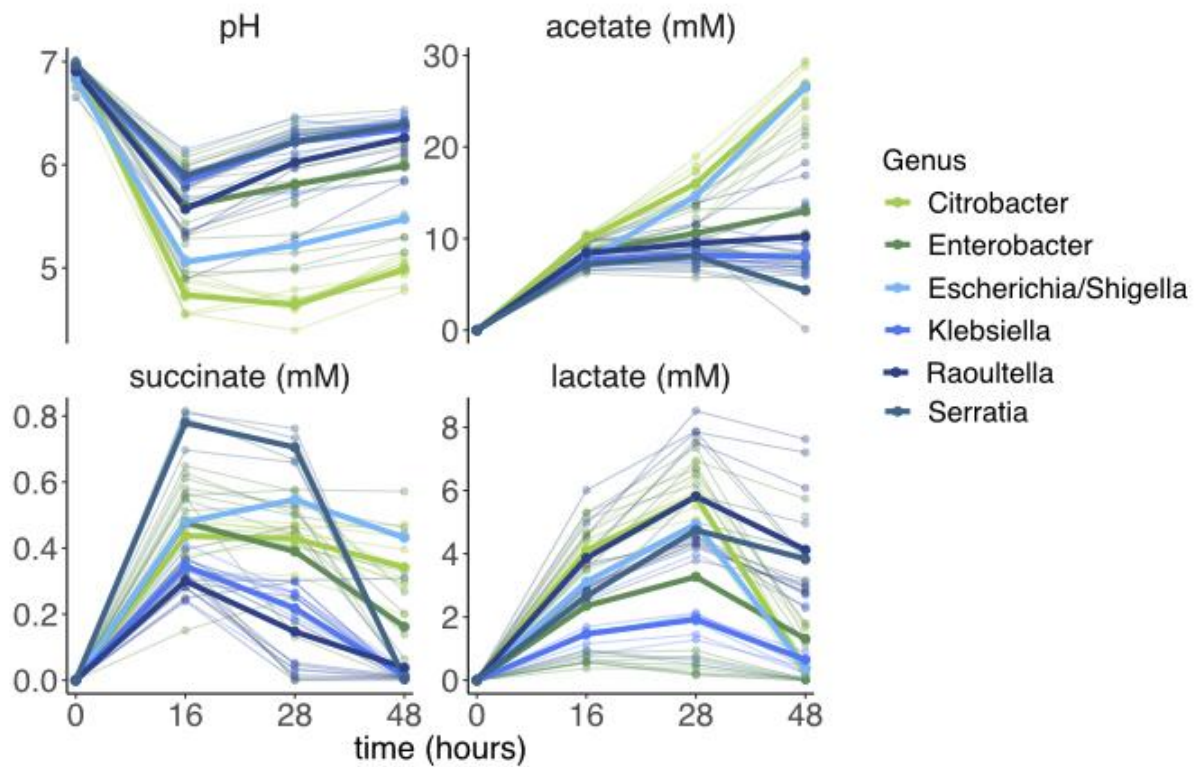 pH
7
6
5
acetate (mM)
30
20
10
0
succinate (mM)
0.8
0.6
0.4
0.2
0.0
0 16 28 48
lactate (mM)
8
6
4
2
0
0 16 28 48
time (hours)
Genus
Citrobacter
Enterobacter
Escherichia/Shigella
Klebsiella
Raoultella
Serratia